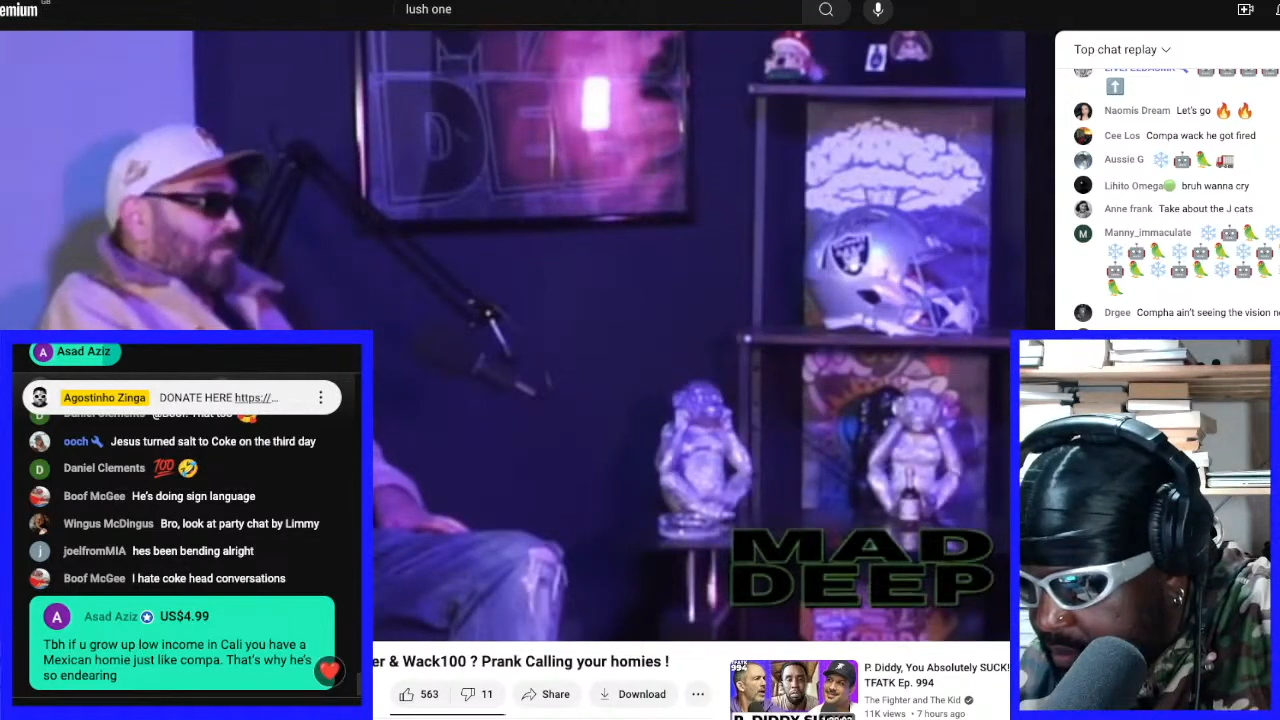 emium
GB
lush one
Top chat replay
Naomis Dream Let's go
Cee Los Compa wack he got fired
Aussie G
Lihito Omega bruh wanna cry
Anne frank Take about the J cats
M Manny_immaculate
Drgee Compha ain't seeing the vision
MAD
DEEP
A Asad Aziz
Agostinho Zinga DONATE HERE https://...
Daniel Clements
ooch Jesus turned salt to Coke on the third day
D Daniel Clements 100
Boof McGee He's doing sign language
Wingus McDingus Bro, look at party chat by Limmy
j joelfromMIA hes been bending alright
Boof McGee I hate coke head conversations
A Asad Aziz US$4.99
Tbh if u grow up low income in Cali you have a
Mexican homie just like compa. That's why he's
so endearing
er & Wack100 ? Prank Calling your homies !
563 11 Share Download
TFATK
994
P. Diddy, You Absolutely SUCK!
TFATK Ep. 994
The Fighter and The Kid
11K views • 7 hours ago